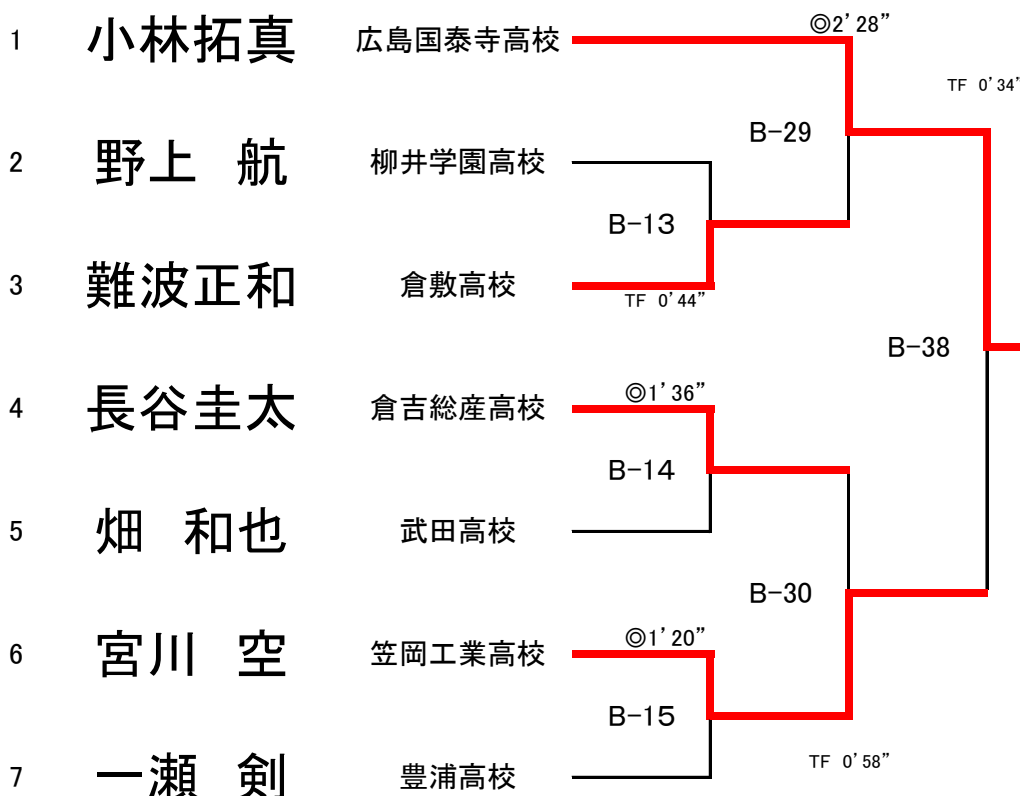 1 小林拓真 広島国泰寺高校 ◎2’28”
TF 0’34”
B-29
2 野上 航 柳井学園高校
B-13
3 難波正和 倉敷高校
TF 0’44”
B-38
4 長谷圭太 倉吉総産高校 ◎1’36”
B-14
5 畑 和也 武田高校
B-30
6 宮川 空 笠岡工業高校 ◎1’20”
B-15
7 一瀬 剣 豊浦高校
TF 0’58”